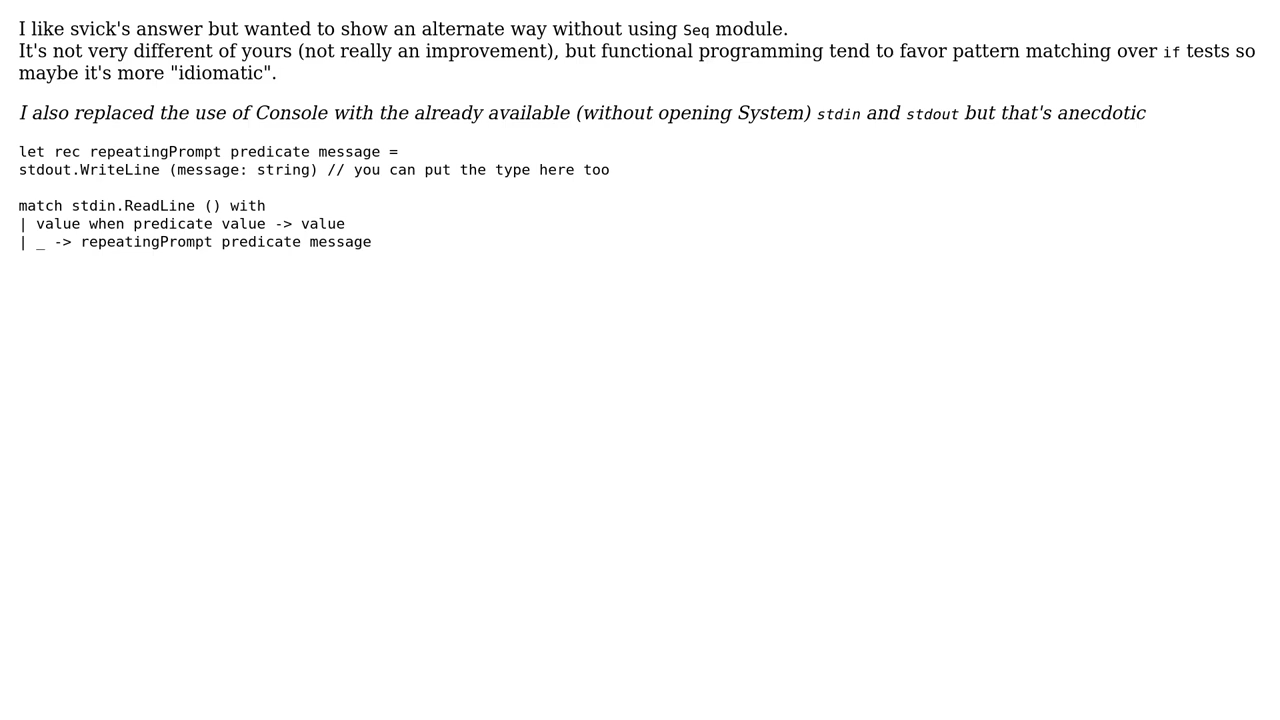 I like svick's answer but wanted to show an alternate way without using Seq module.
It's not very different of yours (not really an improvement), but functional programming tend to favor pattern matching over if tests so
maybe it's more "idiomatic".
I also replaced the use of Console with the already available (without opening System) stdin and stdout but that's anecdotic
let rec repeatingPrompt predicate message =
stdout.WriteLine (message: string) // you can put the type here too
match stdin.ReadLine () with
| value when predicate value -> value
| _ -> repeatingPrompt predicate message